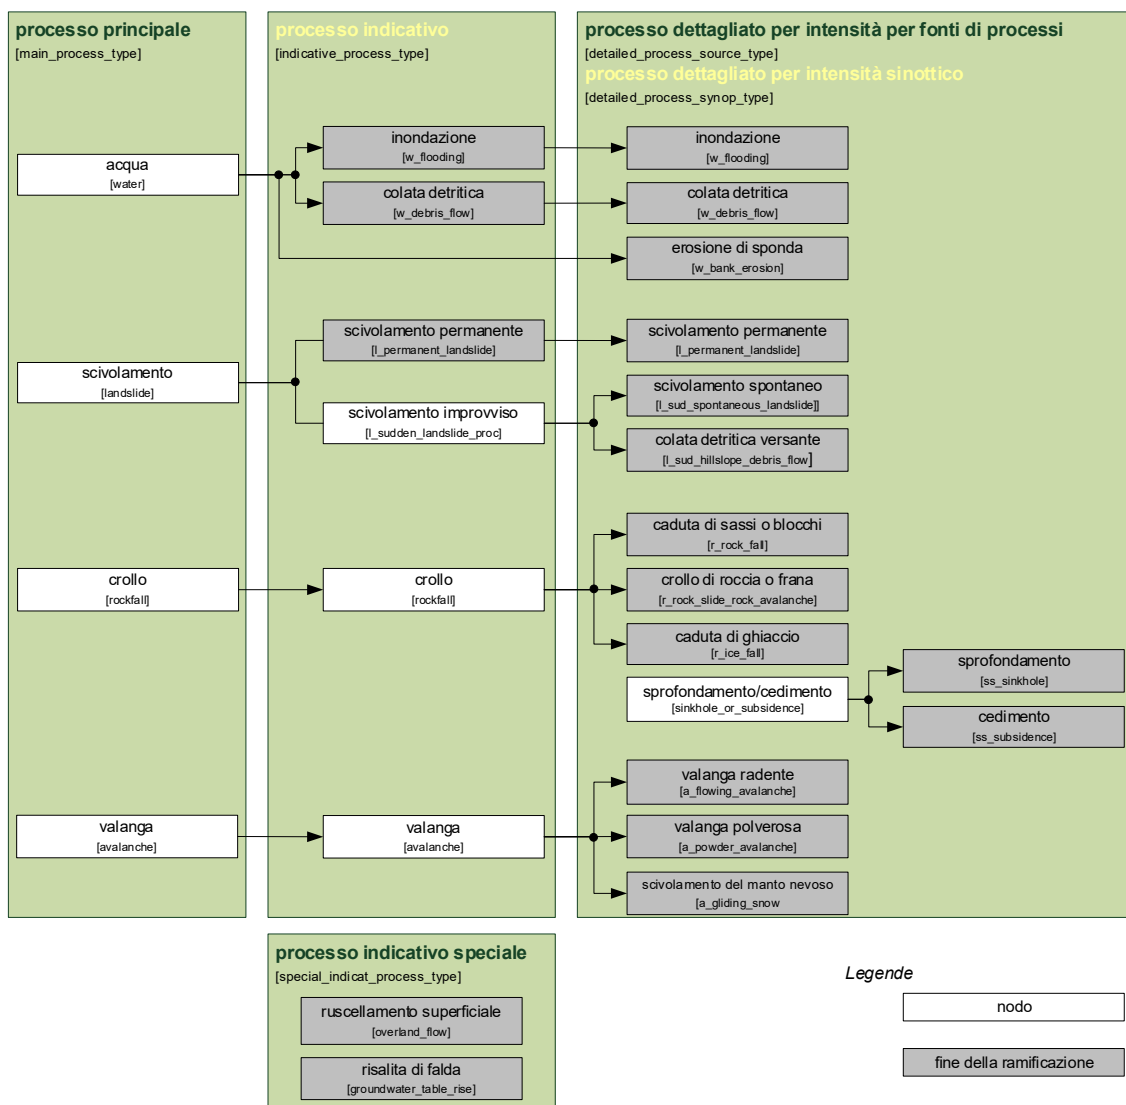 processo principale
[main_process_type]
acqua
[water]
scivolamento
[landslide]
crollo
[rockfall]
valanga
[avalanche]
processo indicativo
[indicative_process_type]
inondazione
[w_flooding]
colata detritica
[w_debris_flow]
scivolamento permanente
[l_permanent_landslide]
scivolamento improvviso
[l_sudden_landslide_proc]
crollo
[rockfall]
valanga
[avalanche]
processo dettagliato per intensità per fonti di processi
[detailed_process_source_type]
processo dettagliato per intensità sinottico
[detailed_process_synop_type]
inondazione
[w_flooding]
colata detritica
[w_debris_flow]
erosione di sponda
[w_bank_erosion]
scivolamento permanente
[l_permanent_landslide]
scivolamento spontaneo
[l_sud_spontaneous_landslide]]
colata detritica versante
[l_sud_hillslope_debris_flow]
caduta di sassi o blocchi
[r_rock_fall]
crollo di roccia o frana
[r_rock_slide_rock_avalanche]
caduta di ghiaccio
[r_ice_fall]
sprofondamento/cedimento
[sinkhole_or_subsidence]
sprofondamento
[ss_sinkhole]
cedimento
[ss_subsidence]
valanga radente
[a_flowing_avalanche]
valanga polverosa
[a_powder_avalanche]
scivolamento del manto nevoso
[a_gliding_snow
processo indicativo speciale
[special_indicat_process_type]
ruscellamento superficiale
[overland_flow]
risalita di falda
[groundwater_table_rise]
Legende
nodo
fine della ramificazione